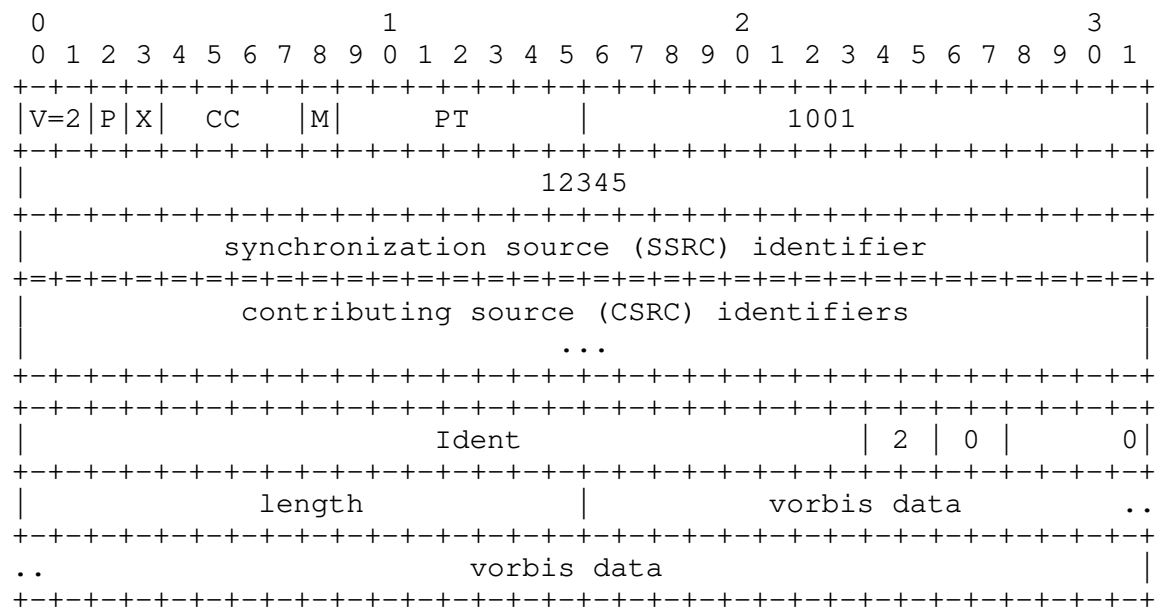 0                   1                   2                   3
 0 1 2 3 4 5 6 7 8 9 0 1 2 3 4 5 6 7 8 9 0 1 2 3 4 5 6 7 8 9 0 1
+-+-+-+-+-+-+-+-+-+-+-+-+-+-+-+-+-+-+-+-+-+-+-+-+-+-+-+-+-+-+-+-+
|V=2|P|X|  CC   |M|     PT      |           1001                |
+-+-+-+-+-+-+-+-+-+-+-+-+-+-+-+-+-+-+-+-+-+-+-+-+-+-+-+-+-+-+-+-+
|                             12345                             |
+-+-+-+-+-+-+-+-+-+-+-+-+-+-+-+-+-+-+-+-+-+-+-+-+-+-+-+-+-+-+-+-+
|           synchronization source (SSRC) identifier            |
+=+=+=+=+=+=+=+=+=+=+=+=+=+=+=+=+=+=+=+=+=+=+=+=+=+=+=+=+=+=+=+=+
|            contributing source (CSRC) identifiers             |
|                              ...                              |
+-+-+-+-+-+-+-+-+-+-+-+-+-+-+-+-+-+-+-+-+-+-+-+-+-+-+-+-+-+-+-+-+
+-+-+-+-+-+-+-+-+-+-+-+-+-+-+-+-+-+-+-+-+-+-+-+-+-+-+-+-+-+-+-+-+
|                       Ident                   | 2 | 0 |      0|
+-+-+-+-+-+-+-+-+-+-+-+-+-+-+-+-+-+-+-+-+-+-+-+-+-+-+-+-+-+-+-+-+
|             length            |          vorbis data         ..
+-+-+-+-+-+-+-+-+-+-+-+-+-+-+-+-+-+-+-+-+-+-+-+-+-+-+-+-+-+-+-+-+
..                        vorbis data                           |
+-+-+-+-+-+-+-+-+-+-+-+-+-+-+-+-+-+-+-+-+-+-+-+-+-+-+-+-+-+-+-+-+